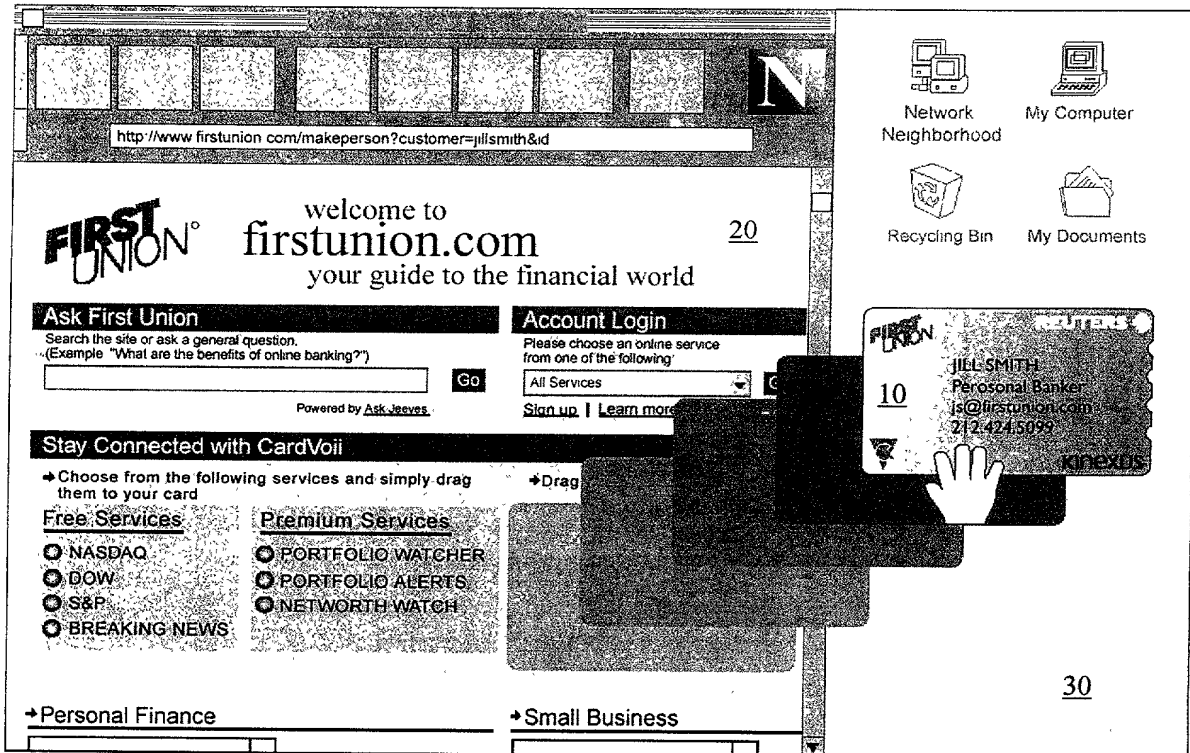 N
http://www firstunion com/makeperson?customer=jillsmith&id
FIRST
UNION
welcome to
firstunion.com
your guide to the financial world
20
Ask First Union
Search the site or ask a general question.
(Example "What are the benefits of online banking?")
Go
Powered by Ask Jeeves
Account Login
Please choose an online service
from one of the following
All Services
G
Sign up | Learn more
Stay Connected with CardVoii
Choose from the following services and simply drag
them to your card
Drag
Free Services
NASDAQ
DOW
S&P
BREAKING NEWS
Premium Services
PORTFOLIO WATCHER
PORTFOLIO ALERTS
NETWORTH WATCH
Personal Finance
Small Business
Network
Neighborhood
My Computer
Recycling Bin
My Documents
FIRST
UNION
REUTERS
JILL SMITH
Perosonal Banker
js@firstunion.com
212.424.5099
10
Kinexus
30